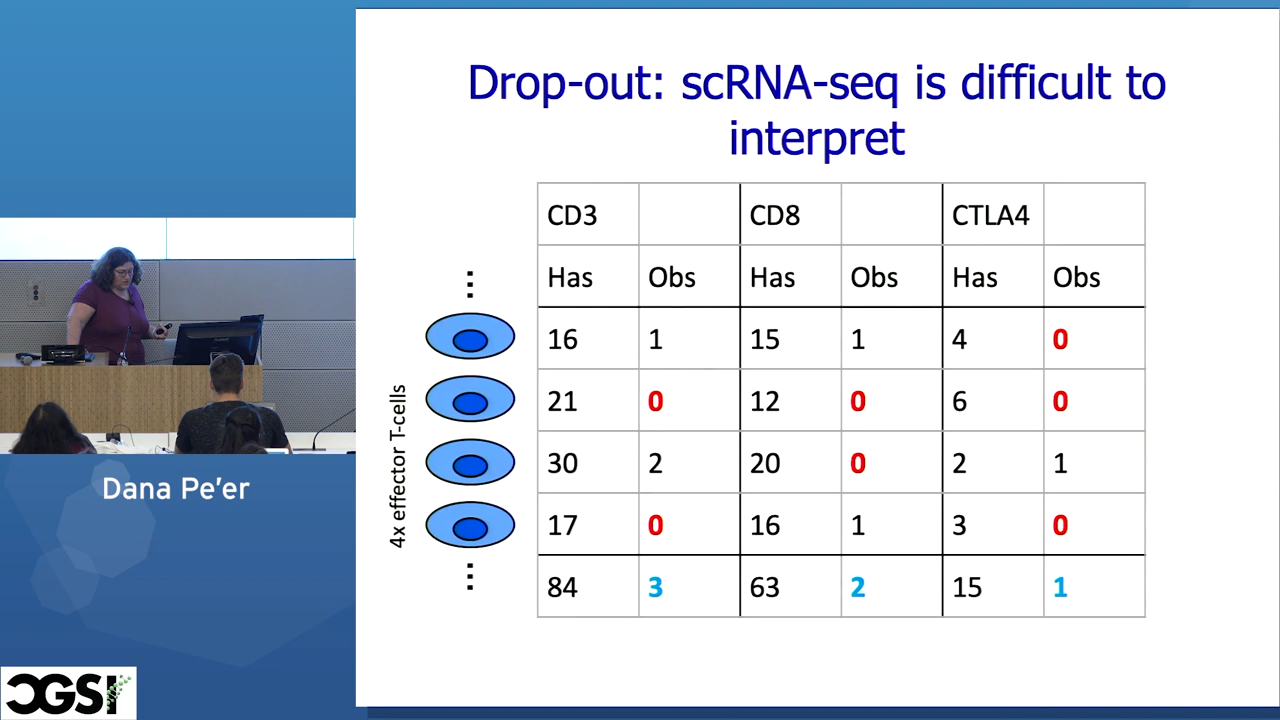 Drop-out: scRNA-seq is difficult to
interpret
CD3 CD8 CTLA4
Has Obs Has Obs Has Obs
16 1 15 1 4 0
21 0 12 0 6 0
30 2 20 0 2 1
17 0 16 1 3 0
84 3 63 2 15 1
4x effector T-cells
Dana Pe'er
CGSI